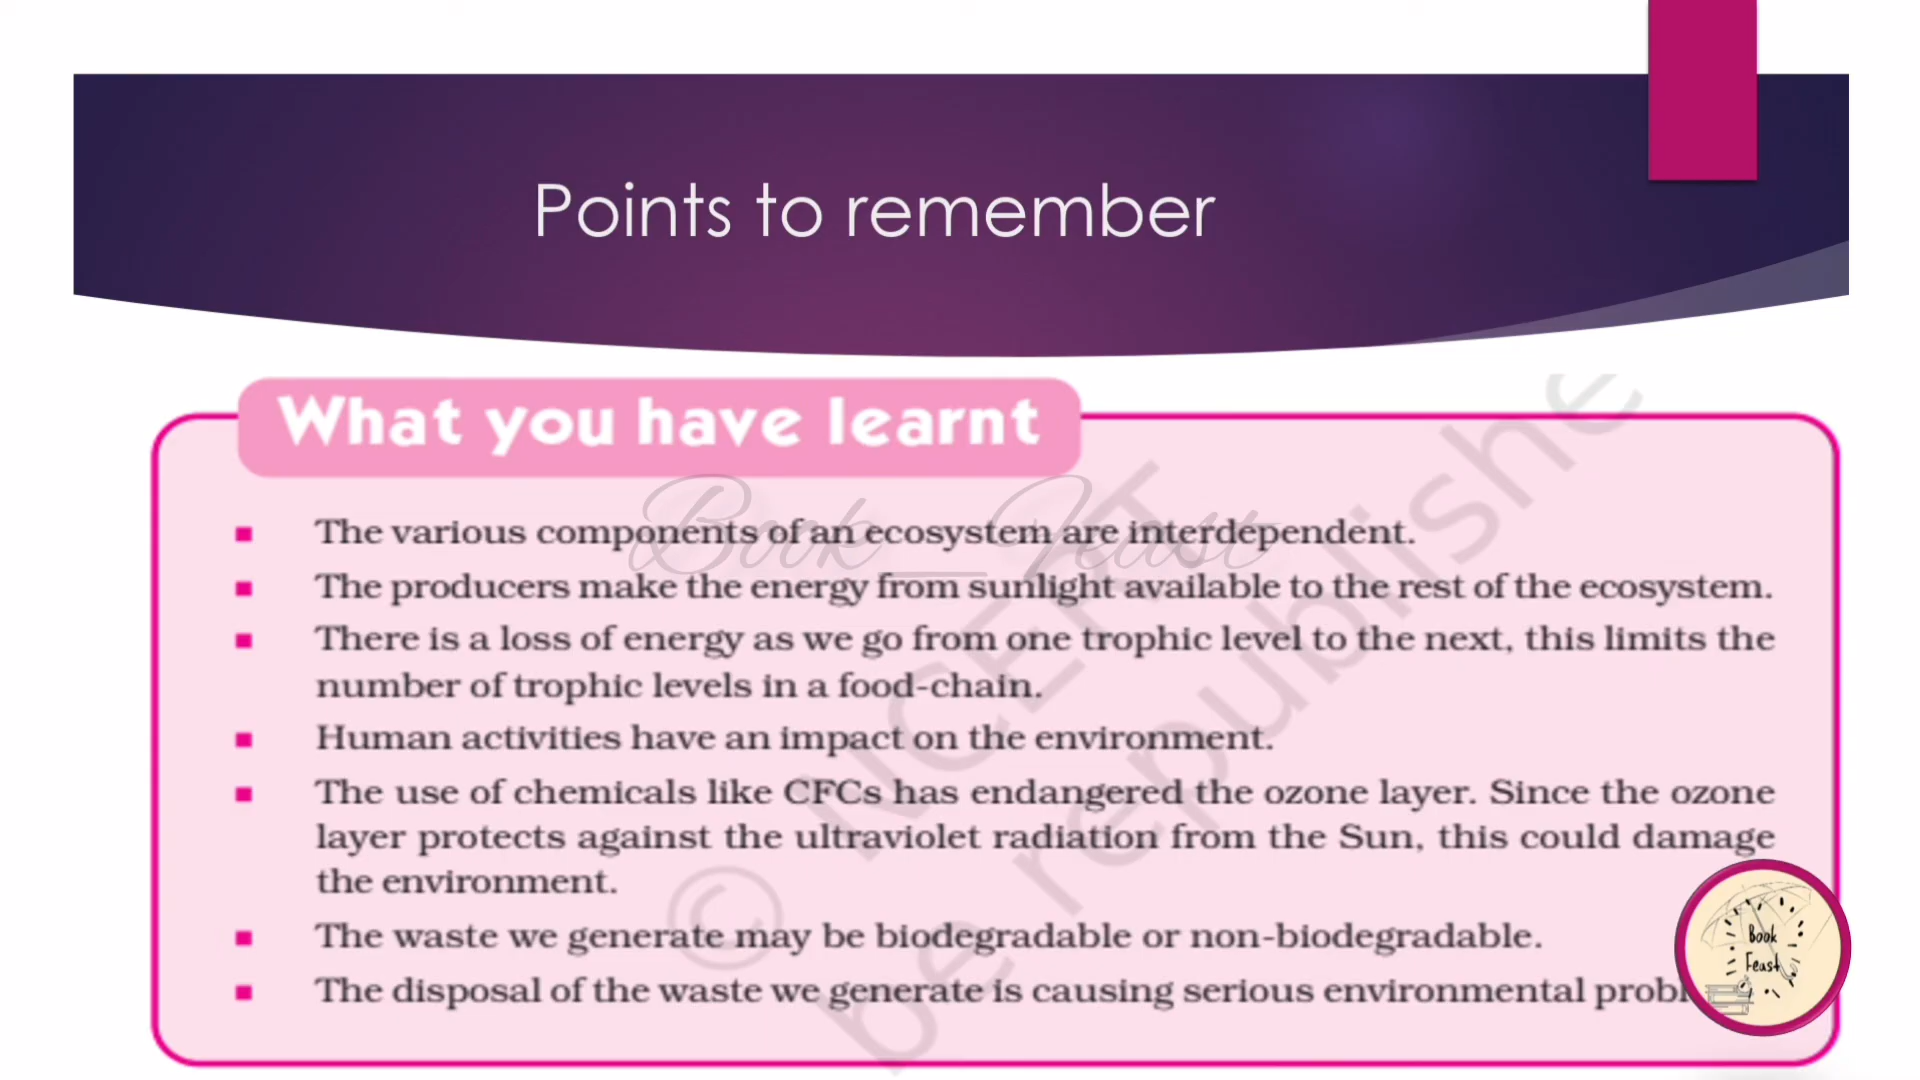 Points to remember
What you have learnt
Book_Feast
■ The various components of an ecosystem are interdependent.
■ The producers make the energy from sunlight available to the rest of the ecosystem.
■ There is a loss of energy as we go from one trophic level to the next, this limits the
number of trophic levels in a food-chain.
■ Human activities have an impact on the environment.
■ The use of chemicals like CFCs has endangered the ozone layer. Since the ozone
layer protects against the ultraviolet radiation from the Sun, this could damage
the environment.
■ The waste we generate may be biodegradable or non-biodegradable.
■ The disposal of the waste we generate is causing serious environmental
© NCERT
be republishe
Book
Feast